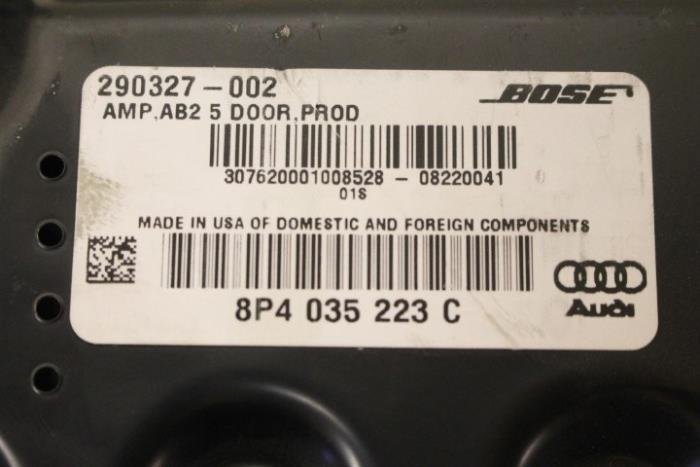 290327-002
BOSE
AMP,AB2 5 DOOR,PROD
307620001008528 - 08220041
01S
MADE IN USA OF DOMESTIC AND FOREIGN COMPONENTS
8P4 035 223 C
Audi